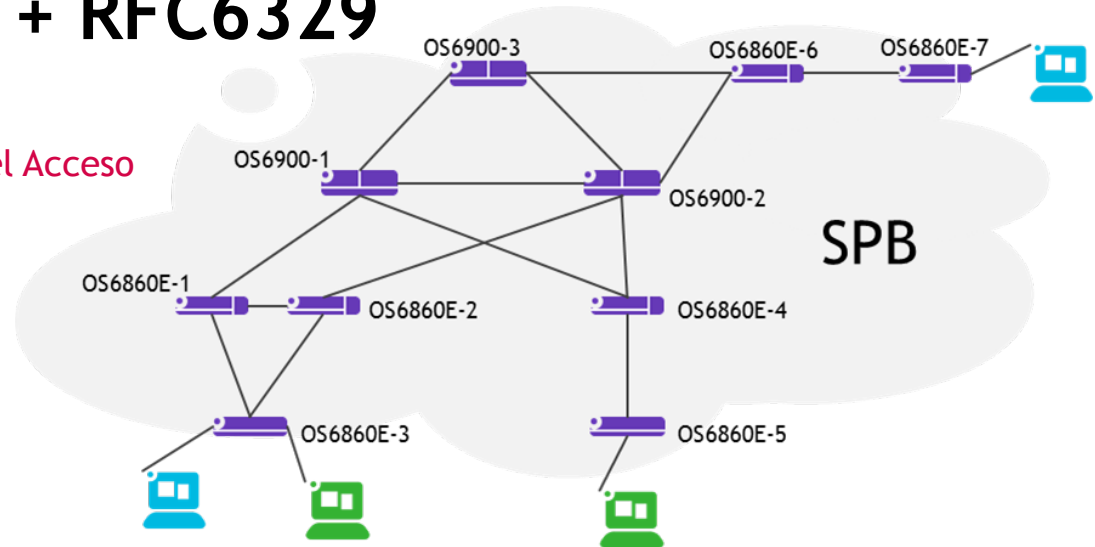 + RFC6329
OS6900-3
OS6860E-6
OS6860E-7
el Acceso
OS6900-1
OS6900-2
SPB
OS6860E-1
OS6860E-2
OS6860E-4
OS6860E-3
OS6860E-5